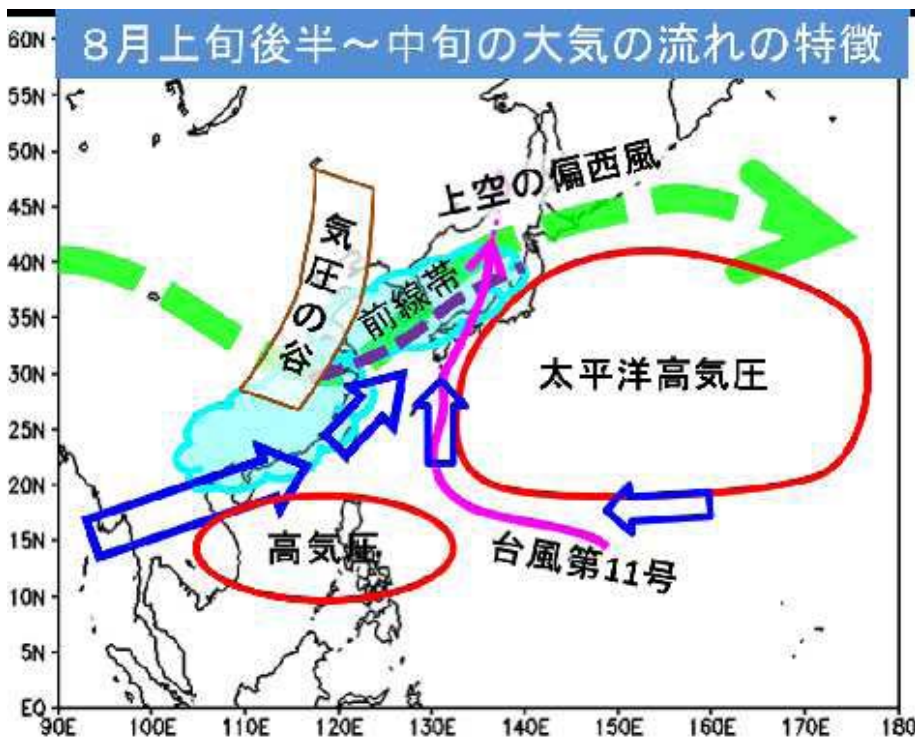 8月上旬後半～中旬の大気の流れの特徴
60N
55N
50N
45N
40N
35N
30N
25N
20N
15N
10N
5N
EQ
上空の偏西風
気圧の谷
前線帯
太平洋高気圧
高気圧
台風第11号
90E 100E 110E 120E 130E 140E 150E 160E 170E 180